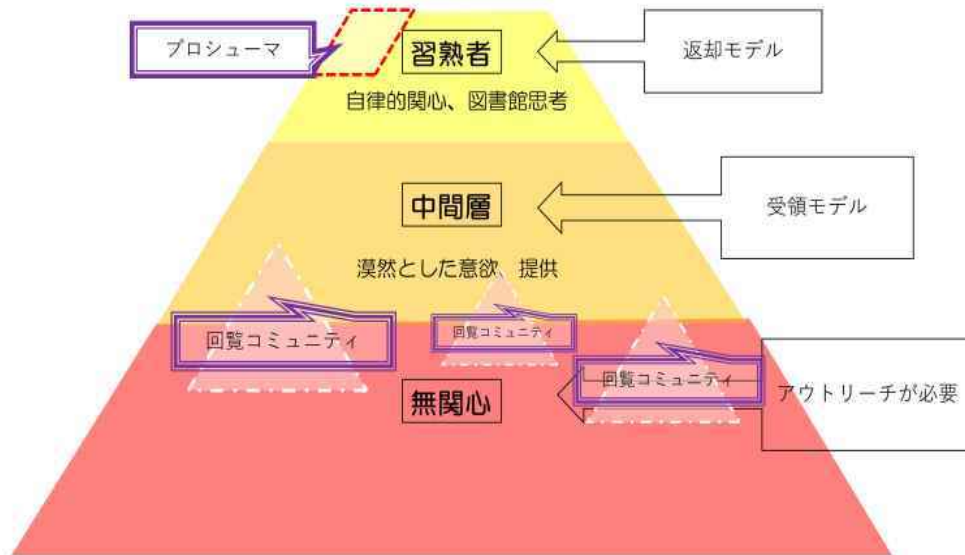 プロシューマ
習熟者
返却モデル
自律的関心、図書館思考
中間層
受領モデル
漠然とした意欲　提供
回覧コミュニティ
回覧コミュニティ
回覧コミュニティ
無関心
アウトリーチが必要